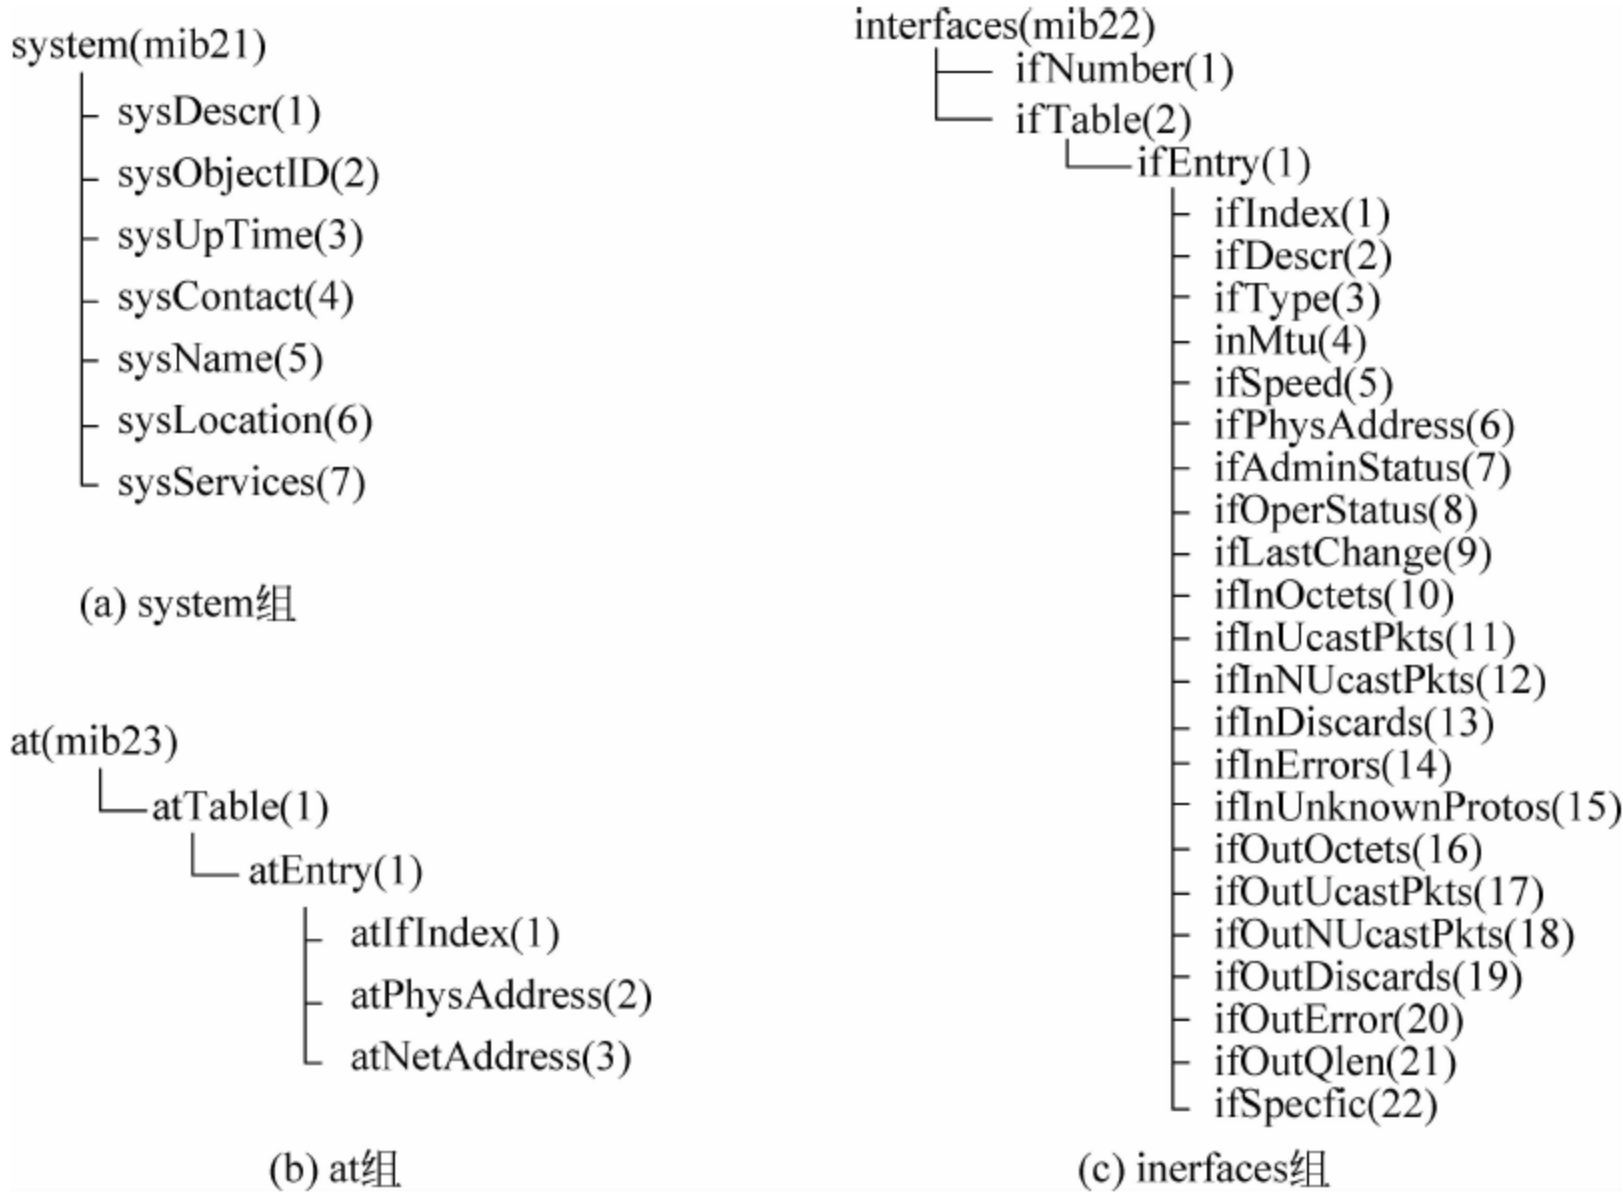 system(mib21)
sysDescr(1)
sysObjectID(2)
sysUpTime(3)
sysContact(4)
sysName(5)
sysLocation(6)
sysServices(7)
(a) system组
at(mib23)
atTable(1)
atEntry(1)
atIfIndex(1)
atPhysAddress(2)
atNetAddress(3)
(b) at组
interfaces(mib22)
ifNumber(1)
ifTable(2)
ifEntry(1)
ifIndex(1)
ifDescr(2)
ifType(3)
inMtu(4)
ifSpeed(5)
ifPhysAddress(6)
ifAdminStatus(7)
ifOperStatus(8)
ifLastChange(9)
ifInOctets(10)
ifInUcastPkts(11)
ifInNUcastPkts(12)
ifInDiscards(13)
ifInErrors(14)
ifInUnknownProtos(15)
ifOutOctets(16)
ifOutUcastPkts(17)
ifOutNUcastPkts(18)
ifOutDiscards(19)
ifOutError(20)
ifOutQlen(21)
ifSpecfic(22)
(c) inerfaces组